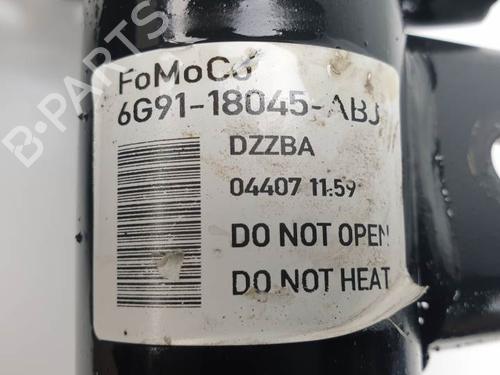 B-PARTS
FoMoCo
6G91-18045-ABJ
DZZBA
04407 11:59
DO NOT OPEN
DO NOT HEAT